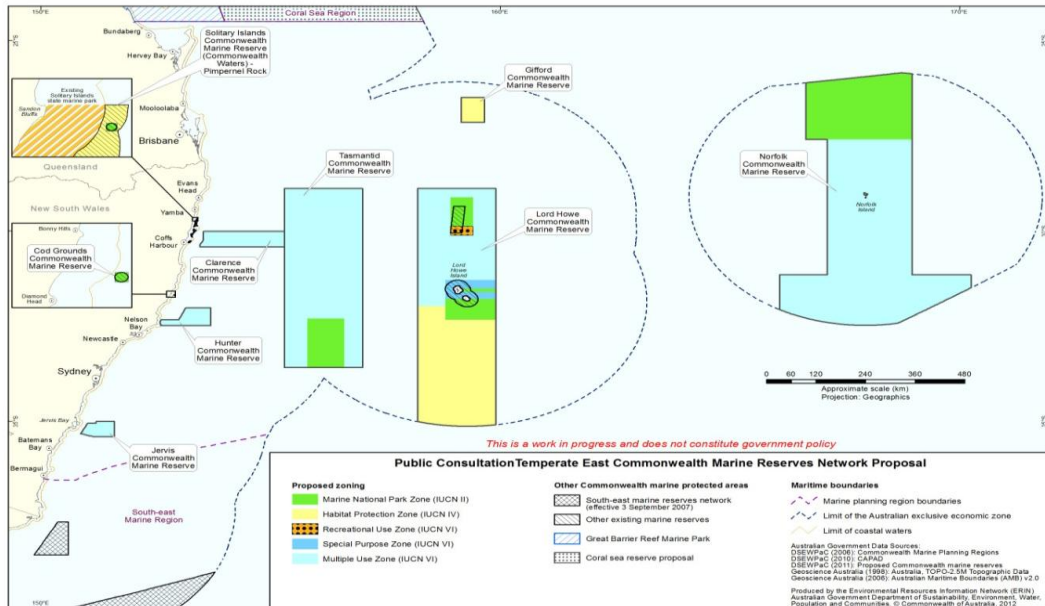 150°E
160°E
170°E
Coral Sea Region
Bundaberg
Hervey Bay
Solitary Islands
Commonwealth
Marine Reserve
(Commonwealth
Waters) -
Pimpernel Rock
25°S
25°S
Existing
Solitary Islands
state marine park
Sandon
Bluffs
Mooloolaba
Brisbane
Queensland
New South Wales
Evans
Head
Yamba
Coffs
Harbour
Bonny Hills
Cod Grounds
Commonwealth
Marine Reserve
Diamond
Head
Nelson
Bay
Newcastle
Sydney
Jervis Bay
Batemans
Bay
Bermagui
South-east
Marine Region
150°E
Gifford
Commonwealth
Marine Reserve
Tasmantid
Commonwealth
Marine Reserve
Clarence
Commonwealth
Marine Reserve
Hunter
Commonwealth
Marine Reserve
Jervis
Commonwealth
Marine Reserve
Lord Howe
Commonwealth
Marine Reserve
Lord
Howe
Island
Norfolk
Commonwealth
Marine Reserve
Norfolk
Island
0 60 120 240 360 480
Approximate scale (km)
Projection: Geographics
This is a work in progress and does not constitute government policy
Public ConsultationTemperate East Commonwealth Marine Reserves Network Proposal
Proposed zoning
Marine National Park Zone (IUCN II)
Habitat Protection Zone (IUCN IV)
Recreational Use Zone (IUCN VI)
Special Purpose Zone (IUCN VI)
Multiple Use Zone (IUCN VI)
Other Commonwealth marine protected areas
South-east marine reserves network
(effective 3 September 2007)
Other existing marine reserves
Great Barrier Reef Marine Park
Coral sea reserve proposal
Maritime boundaries
Marine planning region boundaries
Limit of the Australian exclusive economic zone
Limit of coastal waters
Australian Government Data Sources:
DSEWPaC (2006): Commonwealth Marine Planning Regions
DSEWPaC (2010): CAPAD
DSEWPaC (2011): Proposed Commonwealth marine reserves
Geoscience Australia (1998): Australia, TOPO-2.5M Topographic Data
Geoscience Australia (2006): Australian Maritime Boundaries (AMB) v2.0
Produced by the Environmental Resources Information Network (ERIN)
Australian Government Department of Sustainability, Environment, Water,
Population and Communities. © Commonwealth of Australia, 2012